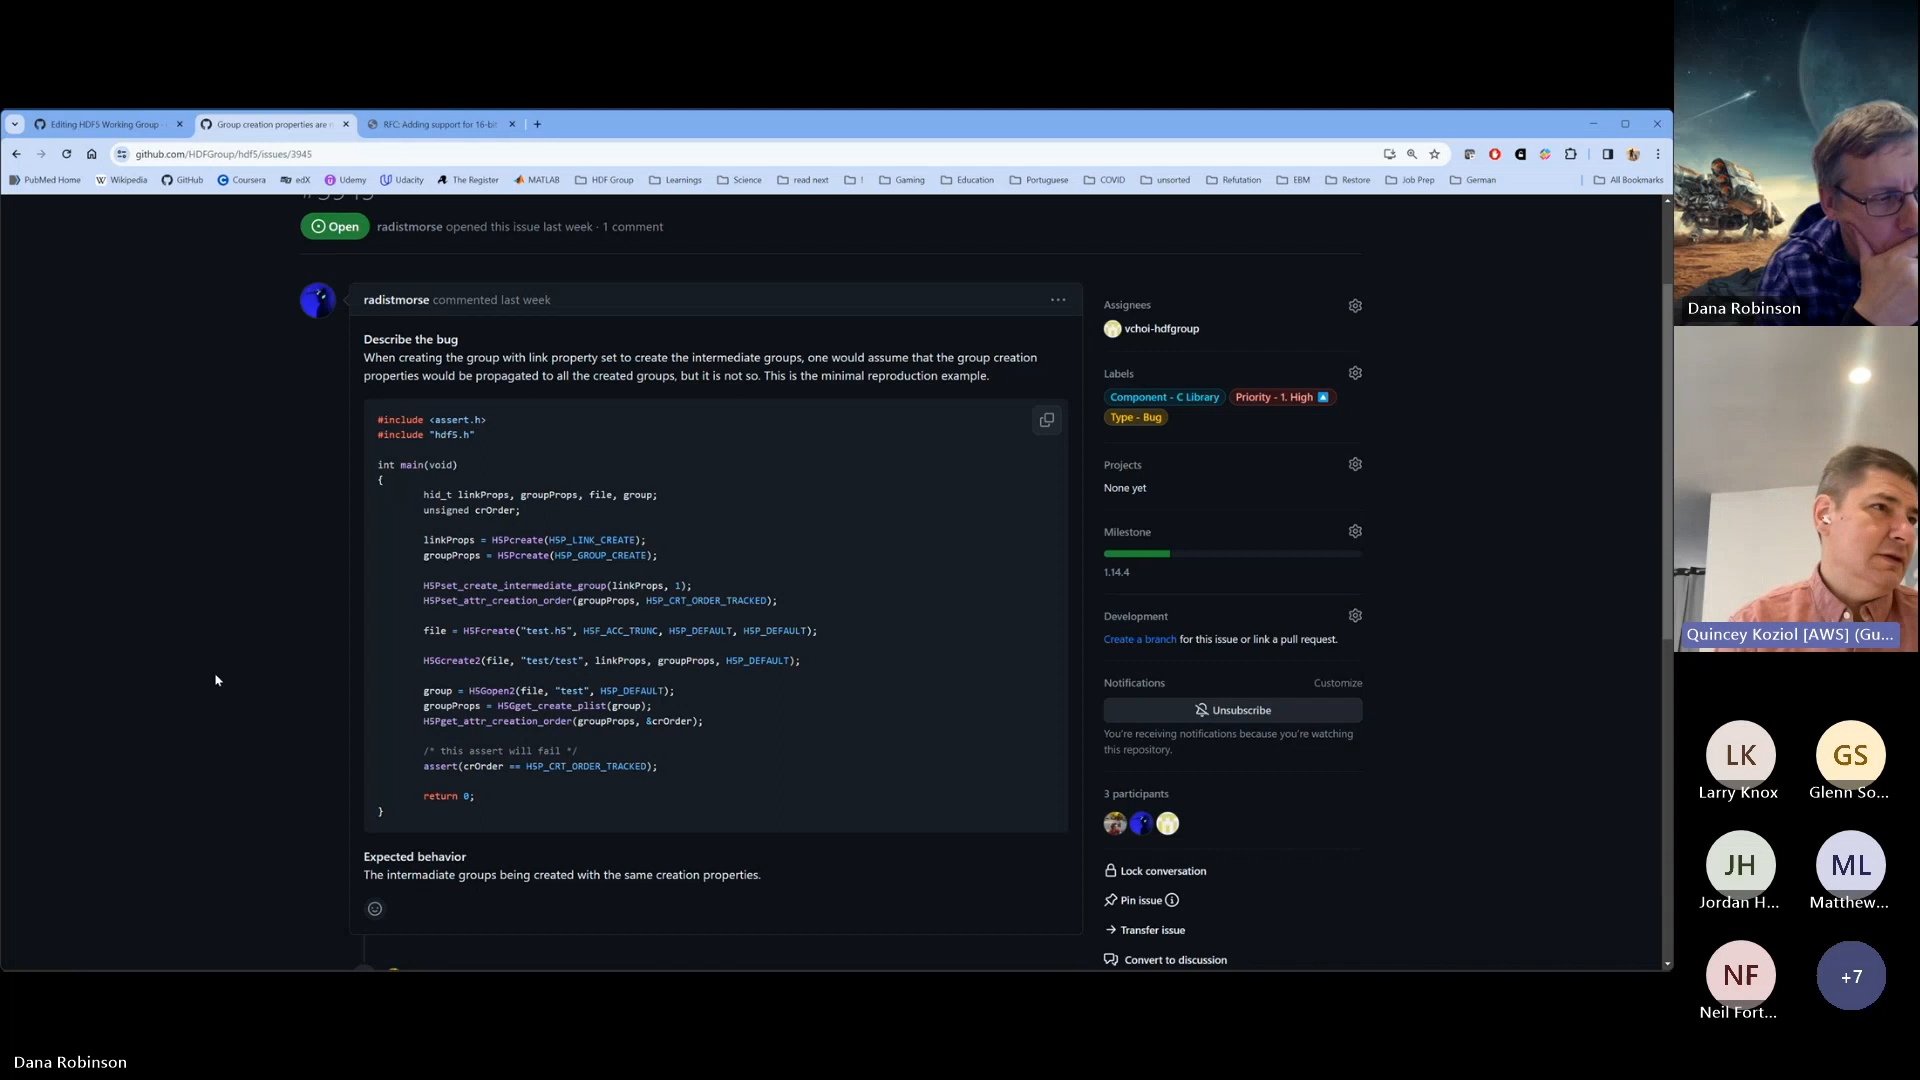 Editing HDF5 Working Group
Group creation properties are
RFC: Adding support for 16-bit
github.com/HDFGroup/hdf5/issues/3945
PubMed Home
Wikipedia
GitHub
Coursera
edX
Udemy
Udacity
The Register
MATLAB
HDF Group
Learnings
Science
read next
Gaming
Education
Portuguese
COVID
unsorted
Refutation
EBM
Restore
Job Prep
German
All Bookmarks
Open
radistmorse opened this issue last week · 1 comment
radistmorse commented last week
Describe the bug
When creating the group with link property set to create the intermediate groups, one would assume that the group creation
properties would be propagated to all the created groups, but it is not so. This is the minimal reproduction example.
#include <assert.h>
#include "hdf5.h"
int main(void)
{
hid_t linkProps, groupProps, file, group;
unsigned crOrder;
linkProps = H5Pcreate(H5P_LINK_CREATE);
groupProps = H5Pcreate(H5P_GROUP_CREATE);
H5Pset_create_intermediate_group(linkProps, 1);
H5Pset_attr_creation_order(groupProps, H5P_CRT_ORDER_TRACKED);
file = H5Fcreate("test.h5", H5F_ACC_TRUNC, H5P_DEFAULT, H5P_DEFAULT);
H5Gcreate2(file, "test/test", linkProps, groupProps, H5P_DEFAULT);
group = H5Gopen2(file, "test", H5P_DEFAULT);
groupProps = H5Gget_create_plist(group);
H5Pget_attr_creation_order(groupProps, &crOrder);
/* this assert will fail */
assert(crOrder == H5P_CRT_ORDER_TRACKED);
return 0;
}
Expected behavior
The intermadiate groups being created with the same creation properties.
Assignees
vchoi-hdfgroup
Labels
Component - C Library
Priority - 1. High
Type - Bug
Projects
None yet
Milestone
1.14.4
Development
Create a branch for this issue or link a pull request.
Notifications
Customize
Unsubscribe
You're receiving notifications because you're watching
this repository.
3 participants
Lock conversation
Pin issue
Transfer issue
Convert to discussion
Dana Robinson
Quincey Koziol [AWS] (Gu...
LK
Larry Knox
GS
Glenn So...
JH
Jordan H...
ML
Matthew...
NF
Neil Fort...
+7
Dana Robinson